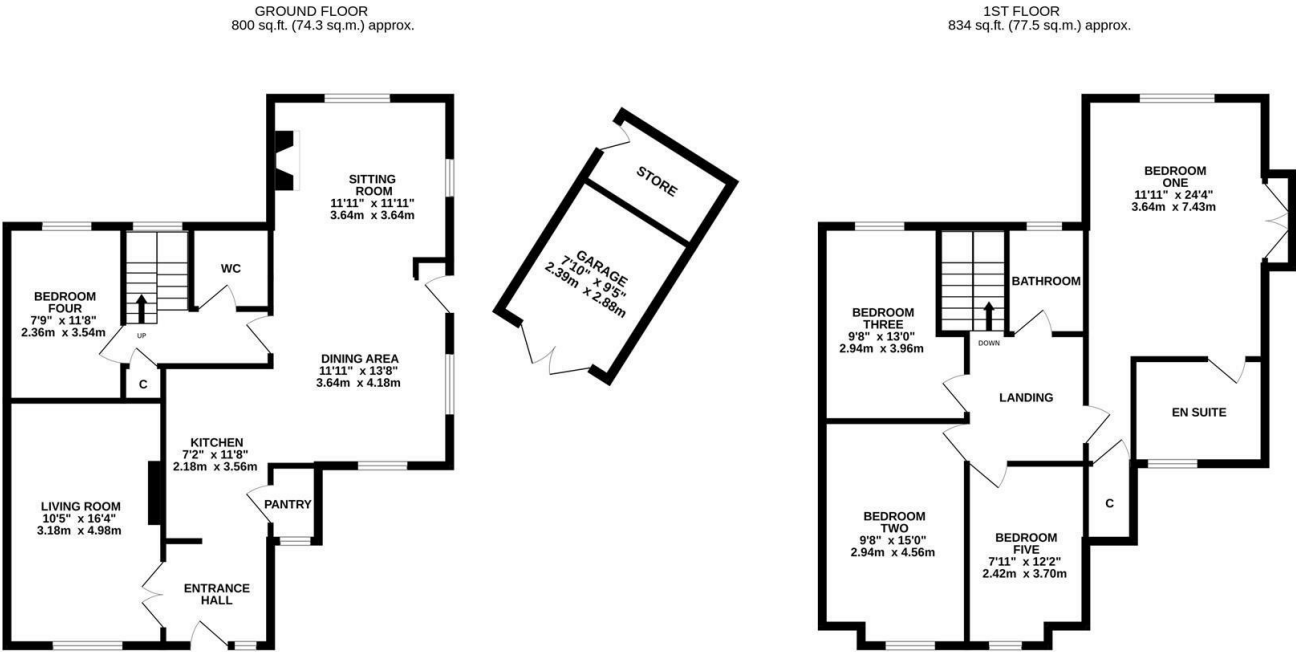 GROUND FLOOR
800 sq.ft. (74.3 sq.m.) approx.
SITTING
ROOM
11'11" x 11'11"
3.64m x 3.64m
WC
BEDROOM
FOUR
7'9" x 11'8"
2.36m x 3.54m
UP
C
DINING AREA
11'11" x 13'8"
3.64m x 4.18m
KITCHEN
7'2" x 11'8"
2.18m x 3.56m
PANTRY
LIVING ROOM
10'5" x 16'4"
3.18m x 4.98m
ENTRANCE
HALL
STORE
GARAGE
7'10" x 9'5"
2.39m x 2.88m
1ST FLOOR
834 sq.ft. (77.5 sq.m.) approx.
BEDROOM
ONE
11'11" x 24'4"
3.64m x 7.43m
BATHROOM
BEDROOM
THREE
9'8" x 13'0"
2.94m x 3.96m
DOWN
LANDING
EN SUITE
C
BEDROOM
TWO
9'8" x 15'0"
2.94m x 4.56m
BEDROOM
FIVE
7'11" x 12'2"
2.42m x 3.70m